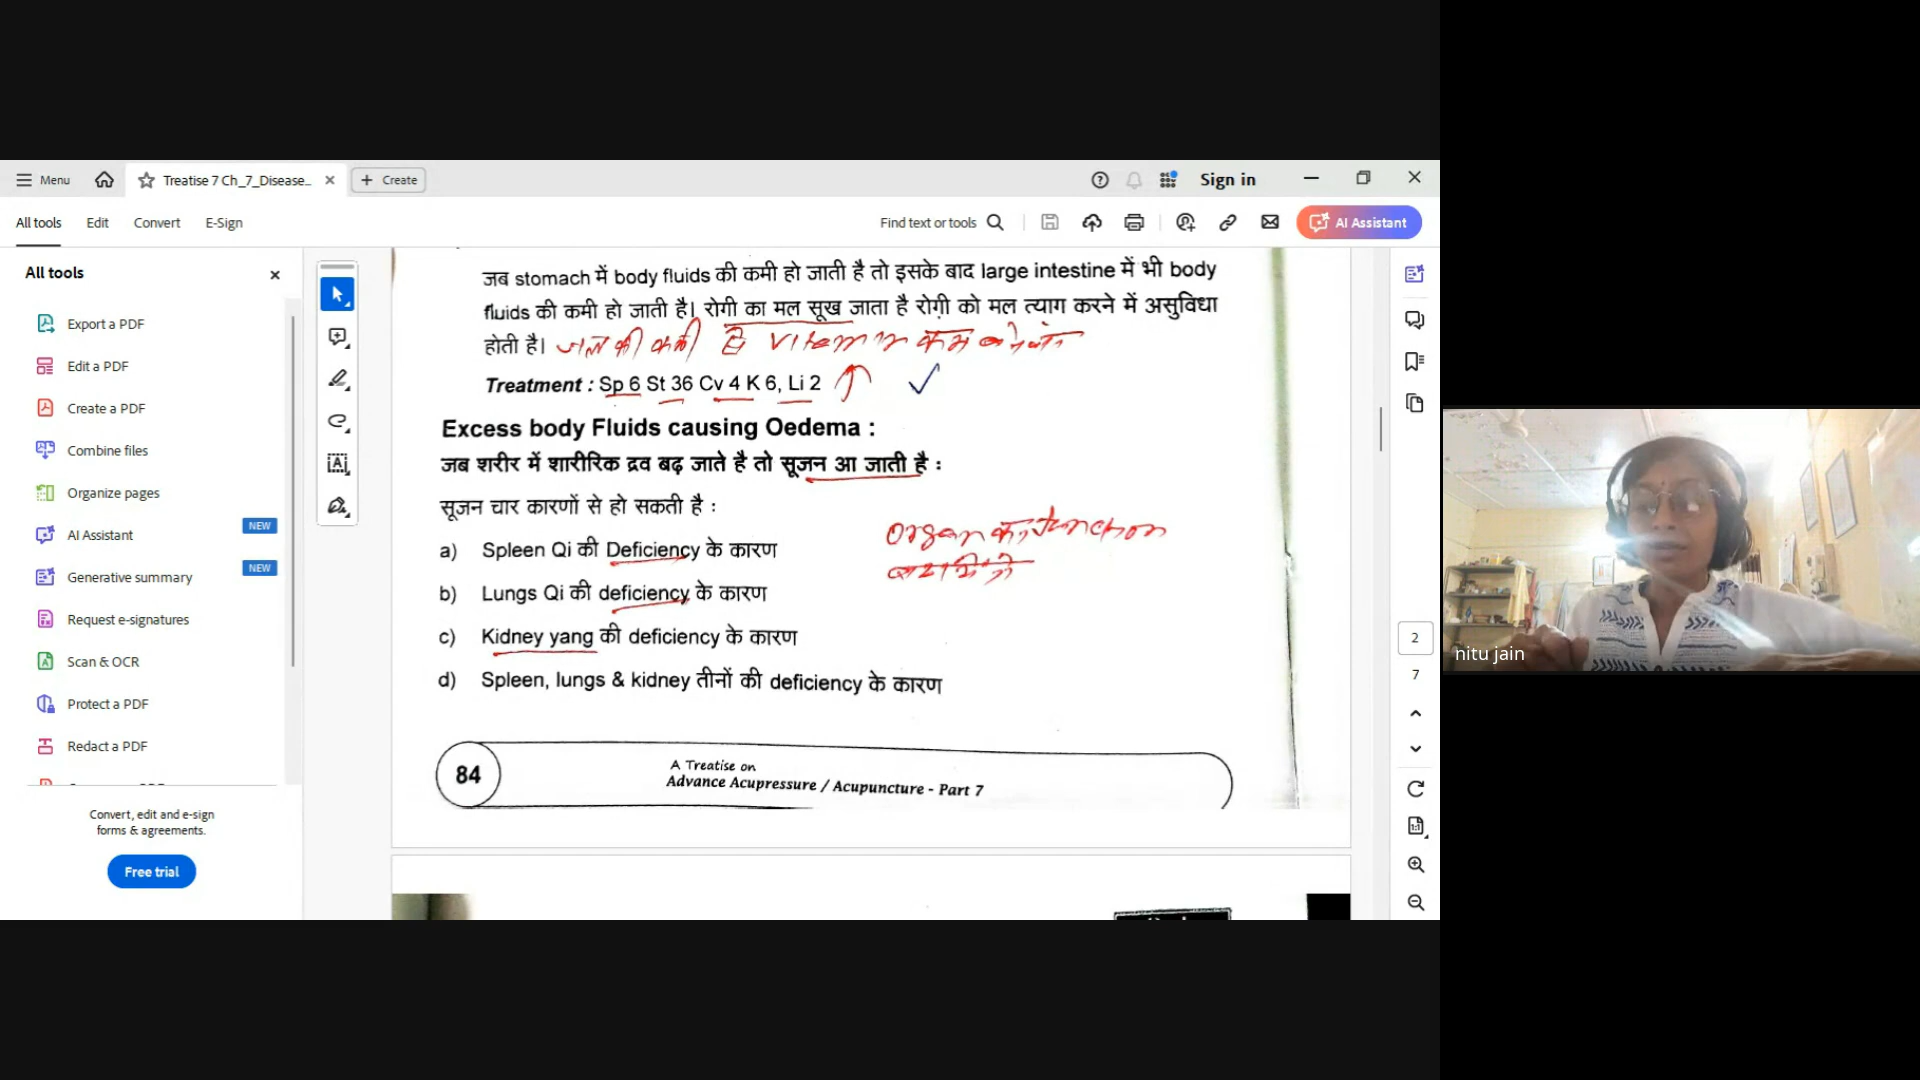 Menu
Treatise 7 Ch_7_Disease...
Create
Sign in
All tools
Edit
Convert
E-Sign
Find text or tools
AI Assistant
All tools
Export a PDF
Edit a PDF
Create a PDF
Combine files
Organize pages
AI Assistant
NEW
Generative summary
NEW
Request e-signatures
Scan & OCR
Protect a PDF
Redact a PDF
Convert, edit and e-sign
forms & agreements.
Free trial
जब stomach में body fluids की कमी हो जाती है तो इसके बाद large intestine में भी body
fluids की कमी हो जाती है। रोगी का मल सूख जाता है रोगी को मल त्याग करने में असुविधा
होती है।
Treatment : Sp 6 St 36 Cv 4 K 6, Li 2
Excess body Fluids causing Oedema :
जब शरीर में शारीरिक द्रव बढ़ जाते है तो सूजन आ जाती है :
सूजन चार कारणों से हो सकती है :
a) Spleen Qi की Deficiency के कारण
organ का function
b) Lungs Qi की deficiency के कारण
c) Kidney yang की deficiency के कारण
d) Spleen, lungs & kidney तीनों की deficiency के कारण
84
A Treatise on
Advance Acupressure / Acupuncture - Part 7
2
7
nitu jain